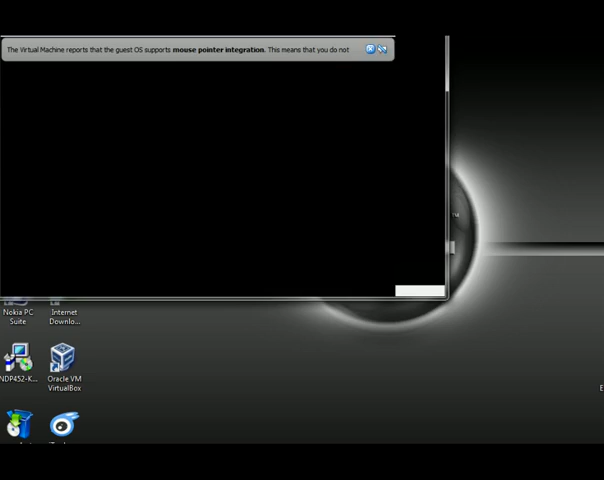 The Virtual Machine reports that the guest OS supports mouse pointer integration. This means that you do not
Nokia PC
Suite
Internet
Downlo...
NDP452-K...
Oracle VM
VirtualBox
E